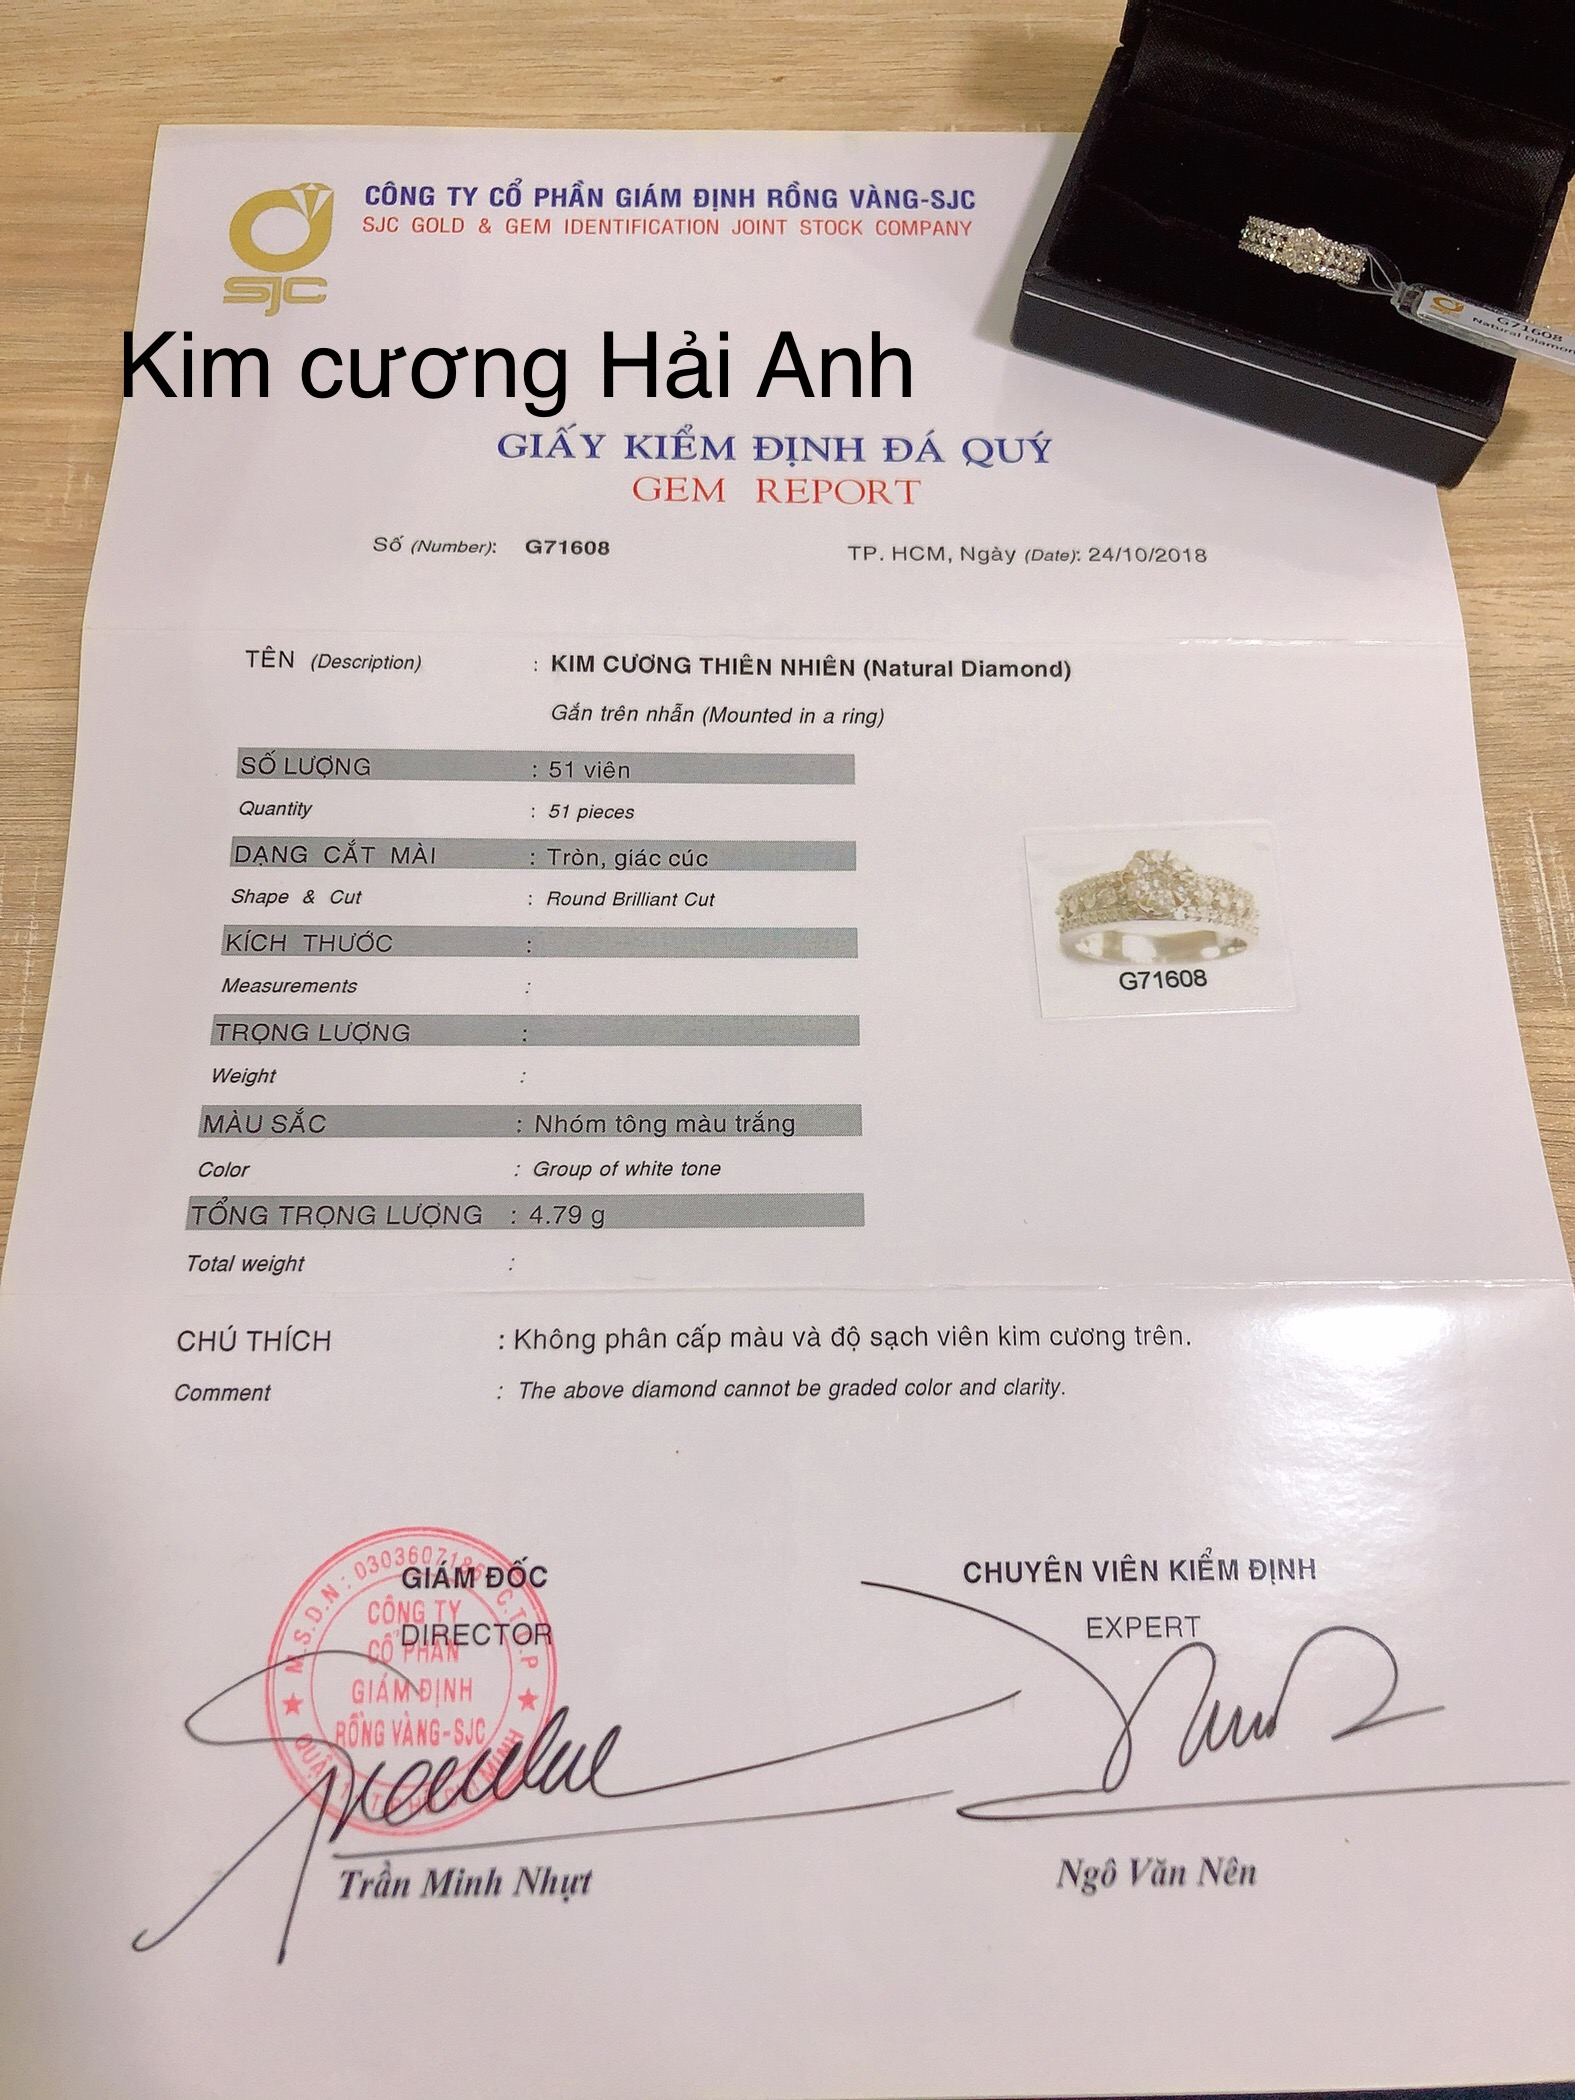 CÔNG TY CỔ PHẦN GIÁM ĐỊNH RỒNG VÀNG-SJC
SJC GOLD & GEM IDENTIFICATION JOINT STOCK COMPANY
SJC
G71608
Natural Diamon
Kim cương Hải Anh
GIẤY KIỂM ĐỊNH ĐÁ QUÝ
GEM REPORT
Số (Number): G71608 TP. HCM, Ngày (Date): 24/10/2018
TÊN (Description) : KIM CƯƠNG THIÊN NHIÊN (Natural Diamond)
Gắn trên nhẫn (Mounted in a ring)
SỐ LƯỢNG : 51 viên
Quantity : 51 pieces
DẠNG CẮT MÀI : Tròn, giác cúc
Shape & Cut : Round Brilliant Cut
KÍCH THƯỚC :
Measurements :
G71608
TRỌNG LƯỢNG :
Weight :
MÀU SẮC : Nhóm tông màu trắng
Color : Group of white tone
TỔNG TRỌNG LƯỢNG : 4.79 g
Total weight :
CHÚ THÍCH : Không phân cấp màu và độ sạch viên kim cương trên.
Comment : The above diamond cannot be graded color and clarity.
GIÁM ĐỐC CHUYÊN VIÊN KIỂM ĐỊNH
DIRECTOR EXPERT
M.S.D.N: 03036071 C.T.D.P
CÔNG TY
CỔ PHẦN
GIÁM ĐỊNH
RỒNG VÀNG-SJC
Trần Minh Nhựt Ngô Văn Nên